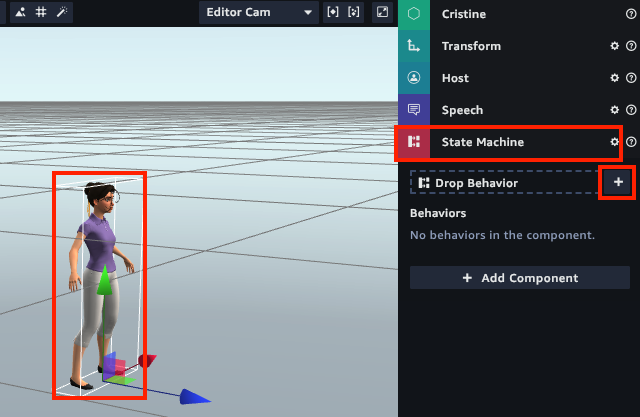 Editor Cam
Cristine
Transform
Host
Speech
State Machine
Drop Behavior
Behaviors
No behaviors in the component.
+ Add Component